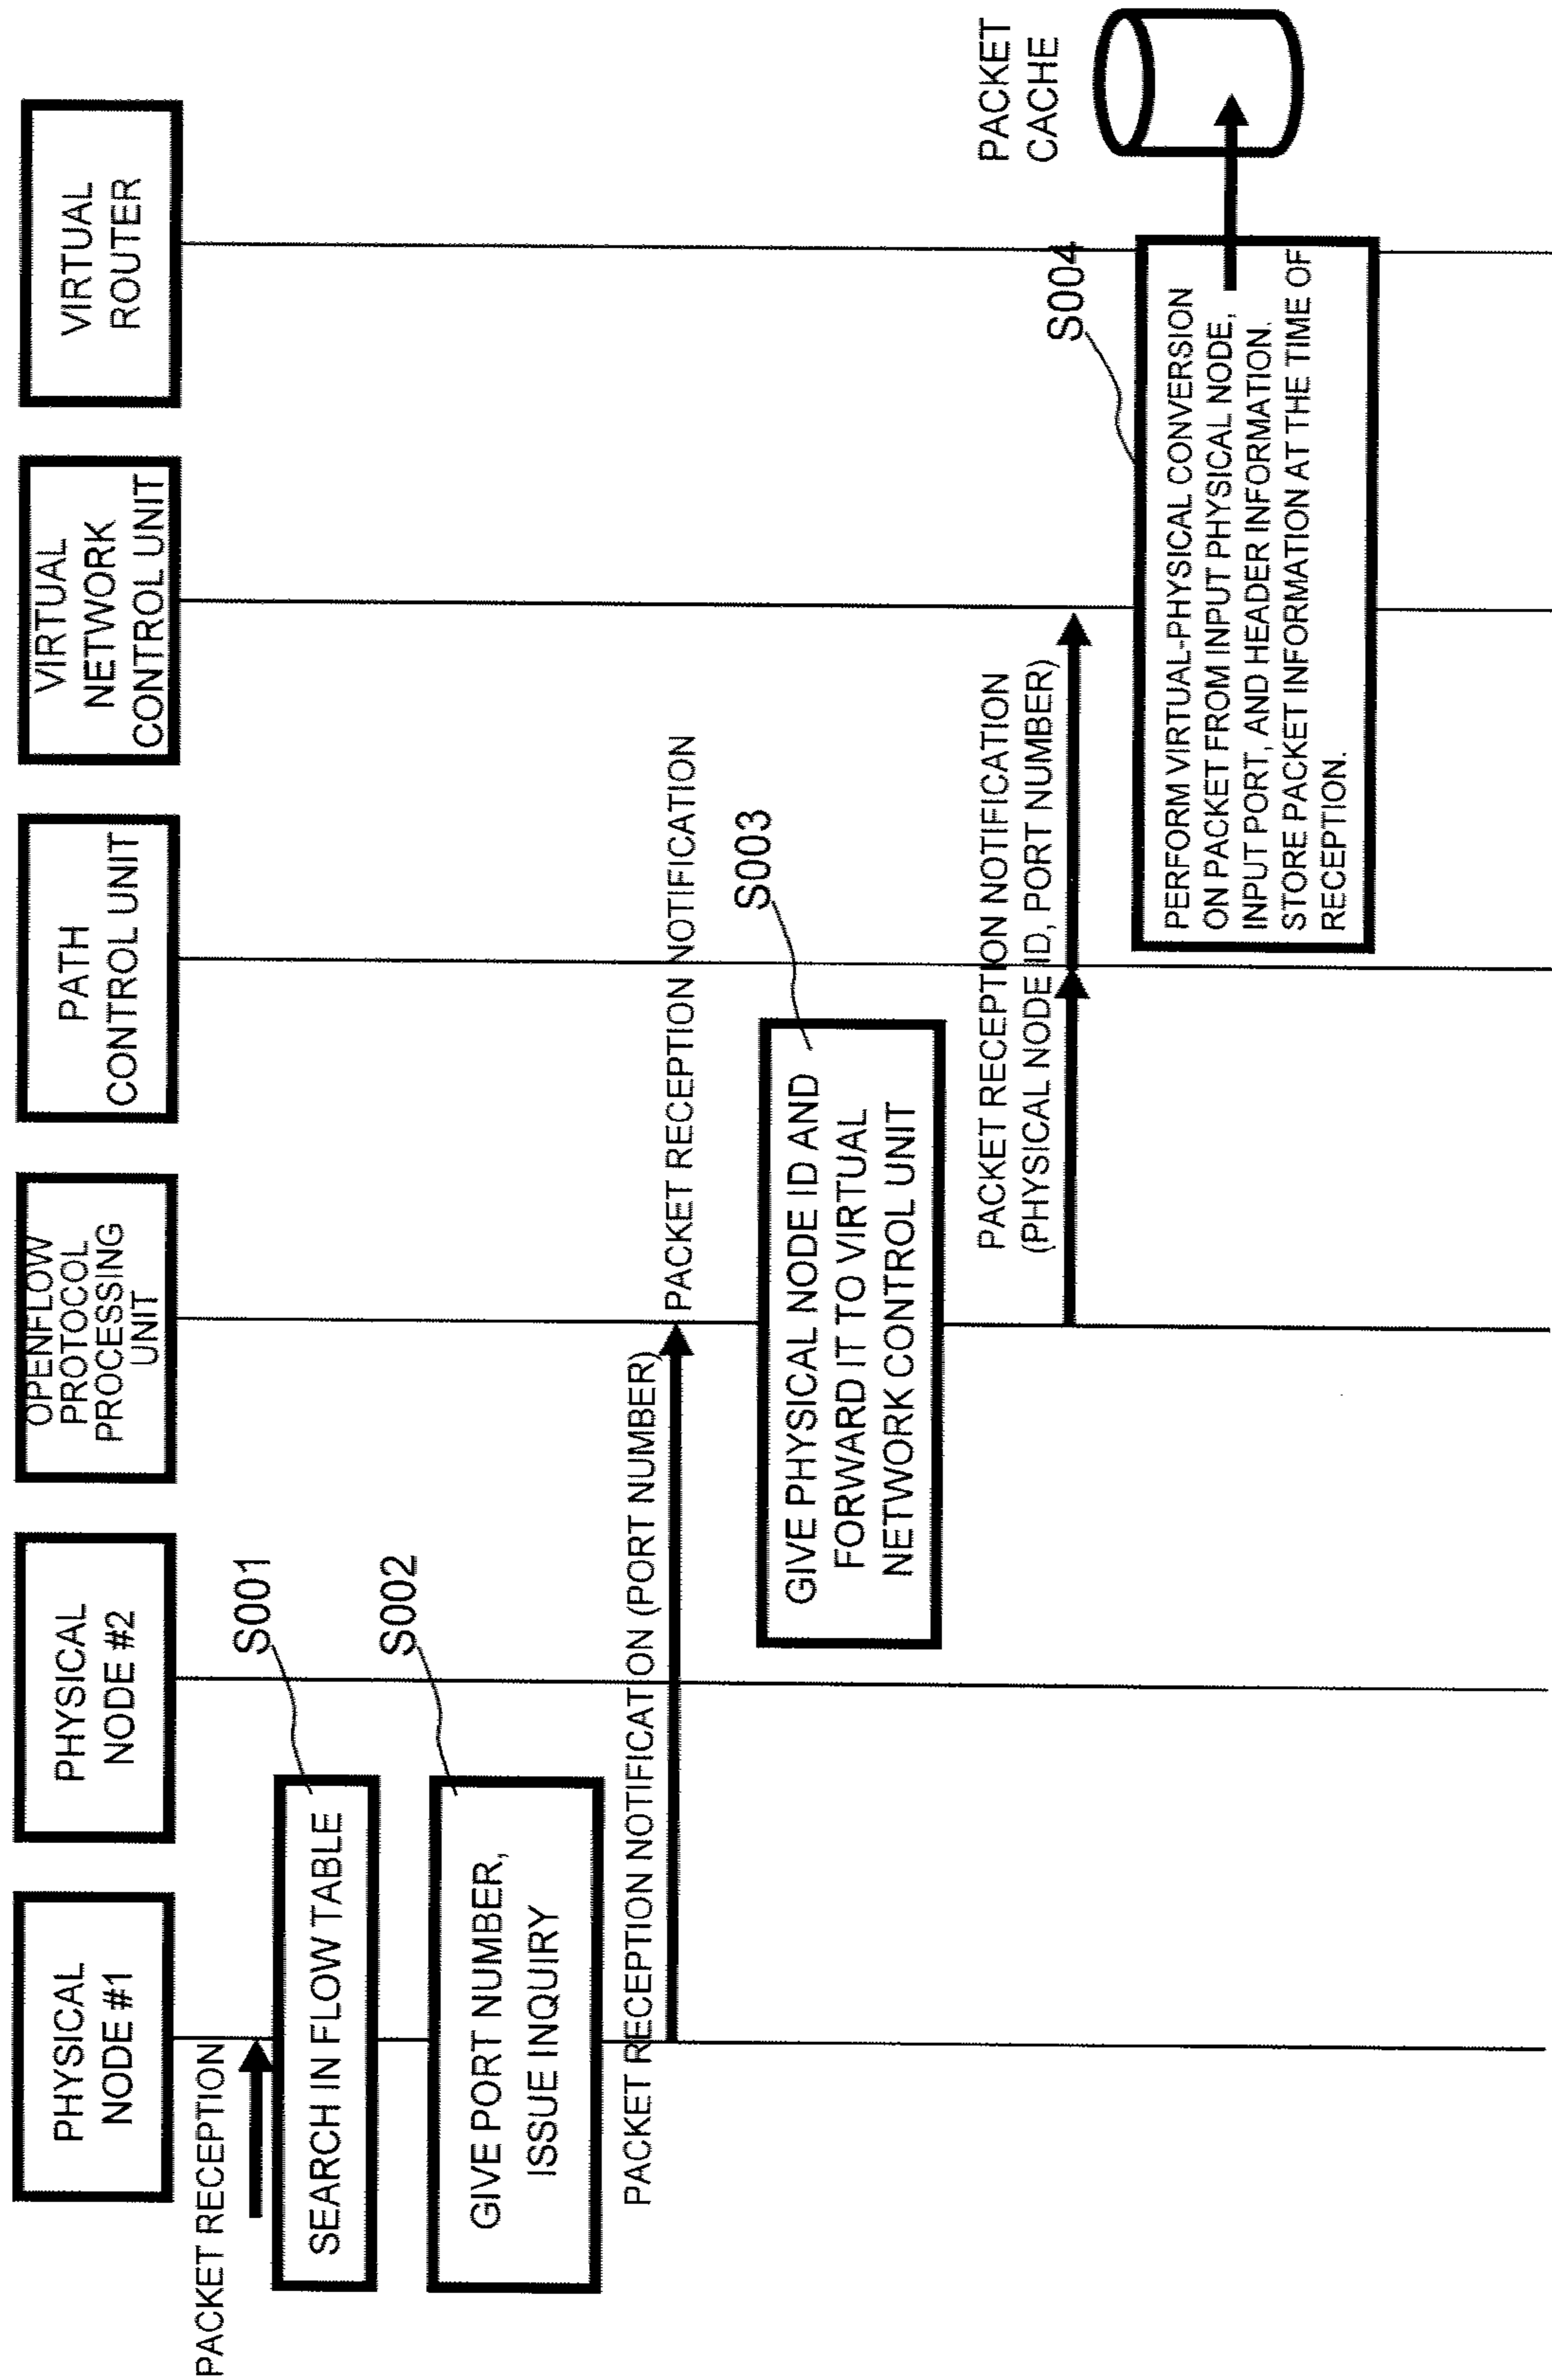 PHYSICAL
NODE #1
PHYSICAL
NODE #2
OPENFLOW
PROTOCOL
PROCESSING
UNIT
PATH
CONTROL UNIT
VIRTUAL
NETWORK
CONTROL UNIT
VIRTUAL
ROUTER
PACKET RECEPTION
S001
SEARCH IN FLOW TABLE
S002
GIVE PORT NUMBER,
ISSUE INQUIRY
PACKET RECEPTION NOTIFICATION (PORT NUMBER)
PACKET RECEPTION NOTIFICATION
S003
GIVE PHYSICAL NODE ID AND
FORWARD IT TO VIRTUAL
NETWORK CONTROL UNIT
PACKET RECEPTION NOTIFICATION
(PHYSICAL NODE ID, PORT NUMBER)
S004
PACKET
CACHE
PERFORM VIRTUAL-PHYSICAL CONVERSION
ON PACKET FROM INPUT PHYSICAL NODE,
INPUT PORT, AND HEADER INFORMATION.
STORE PACKET INFORMATION AT THE TIME OF
RECEPTION.